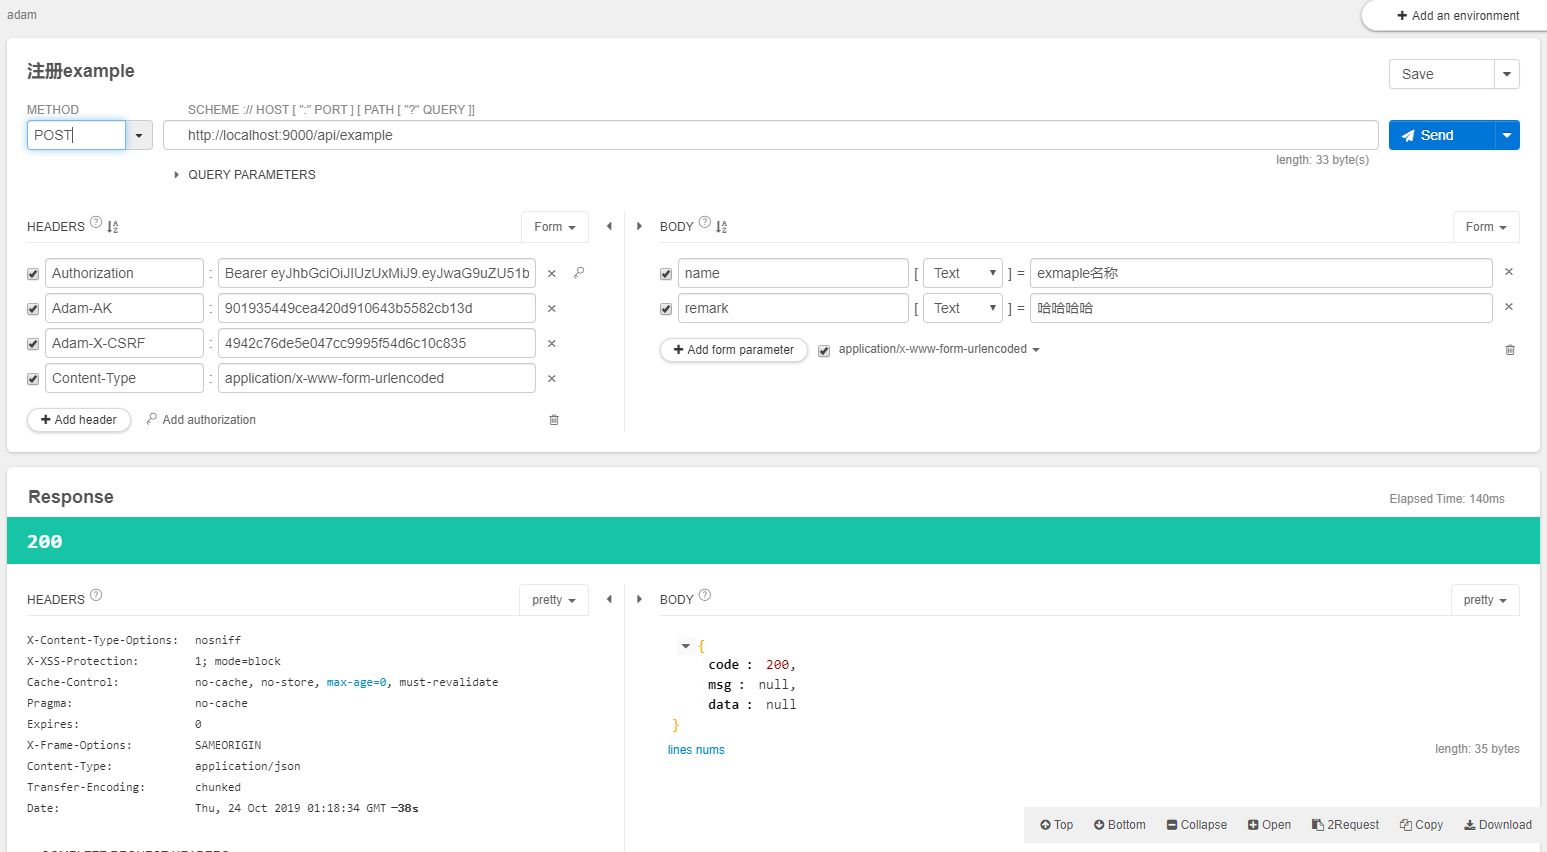 adam
Add an environment
注册example
Save
METHOD
SCHEME :// HOST [ ":" PORT ] [ PATH [ "?" QUERY ]]
POST
http://localhost:9000/api/example
Send
length: 33 byte(s)
QUERY PARAMETERS
HEADERS
Form
BODY
Form
Authorization : Bearer eyJhbGciOiJIUzUxMiJ9.eyJwaG9uZU51b
name [ Text ] = exmaple名称
Adam-AK : 901935449cea420d910643b5582cb13d
remark [ Text ] = 哈哈哈哈
Adam-X-CSRF : 4942c76de5e047cc9995f54d6c10c835
Add form parameter
application/x-www-form-urlencoded
Content-Type : application/x-www-form-urlencoded
Add header
Add authorization
Response
Elapsed Time: 140ms
200
HEADERS
pretty
BODY
pretty
X-Content-Type-Options: nosniff
X-XSS-Protection: 1; mode=block
Cache-Control: no-cache, no-store, max-age=0, must-revalidate
Pragma: no-cache
Expires: 0
X-Frame-Options: SAMEORIGIN
Content-Type: application/json
Transfer-Encoding: chunked
Date: Thu, 24 Oct 2019 01:18:34 GMT −38s
{
code : 200,
msg : null,
data : null
}
lines nums
length: 35 bytes
Top
Bottom
Collapse
Open
2Request
Copy
Download
COMPLETE REQUEST HEADERS